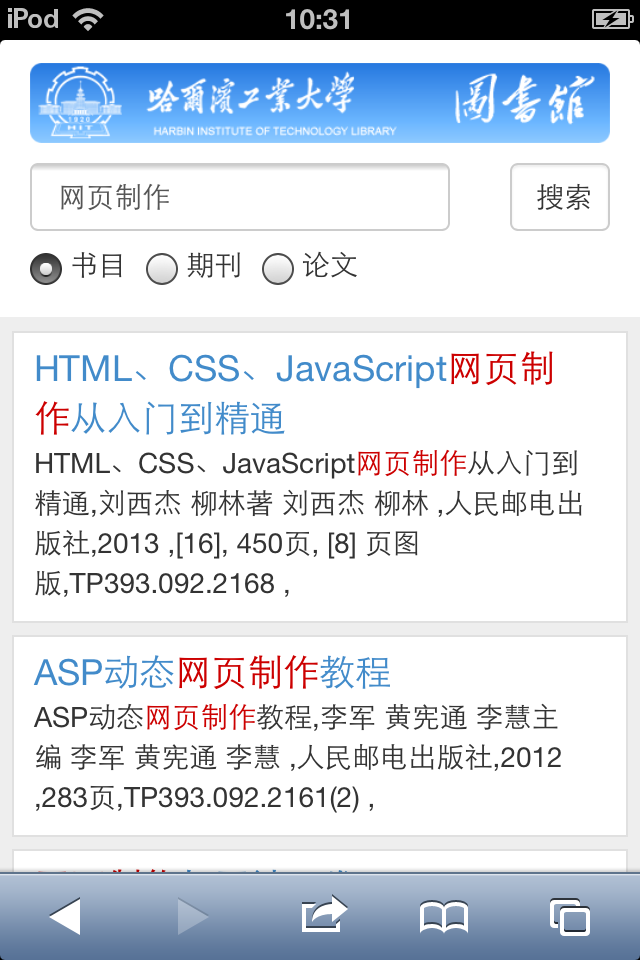 iPod 10:31
哈爾濱工業大學 圖書館
1920
HIT
HARBIN INSTITUTE OF TECHNOLOGY LIBRARY
网页制作 搜索
书目 期刊 论文
HTML、CSS、JavaScript网页制
作从入门到精通
HTML、CSS、JavaScript网页制作从入门到
精通,刘西杰 柳林著 刘西杰 柳林 ,人民邮电出
版社,2013 ,[16], 450页, [8] 页图
版,TP393.092.2168 ,
ASP动态网页制作教程
ASP动态网页制作教程,李军 黄宪通 李慧主
编 李军 黄宪通 李慧 ,人民邮电出版社,2012
,283页,TP393.092.2161(2) ,